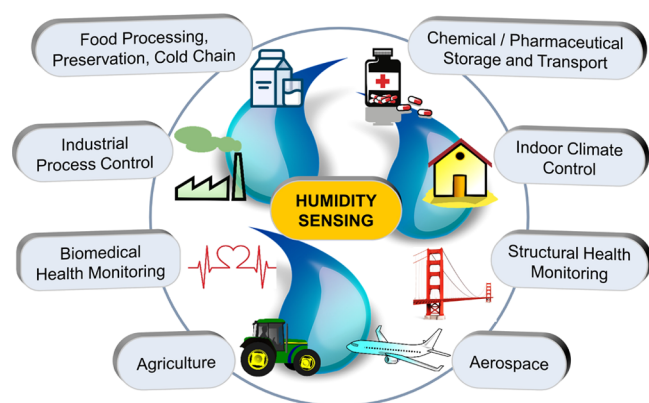 Food Processing,
Preservation, Cold Chain
Chemical / Pharmaceutical
Storage and Transport
Industrial
Process Control
Indoor Climate
Control
HUMIDITY
SENSING
Biomedical
Health Monitoring
Structural Health
Monitoring
Agriculture
Aerospace